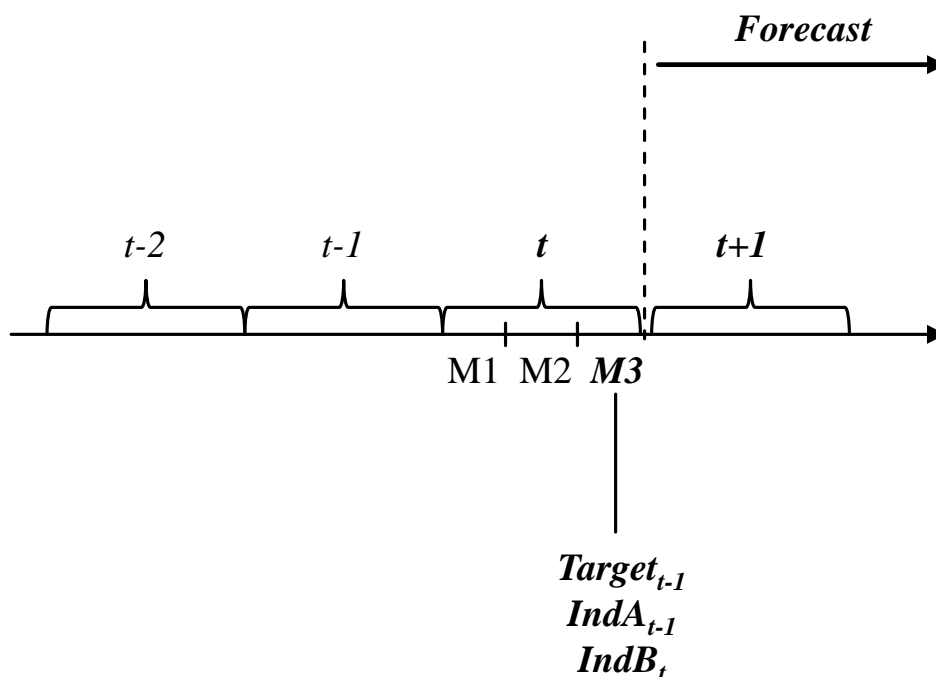 Forecast
t-2 t-1 t t+1
M1 M2 M3
Target_{t-1}
IndA_{t-1}
IndB_t